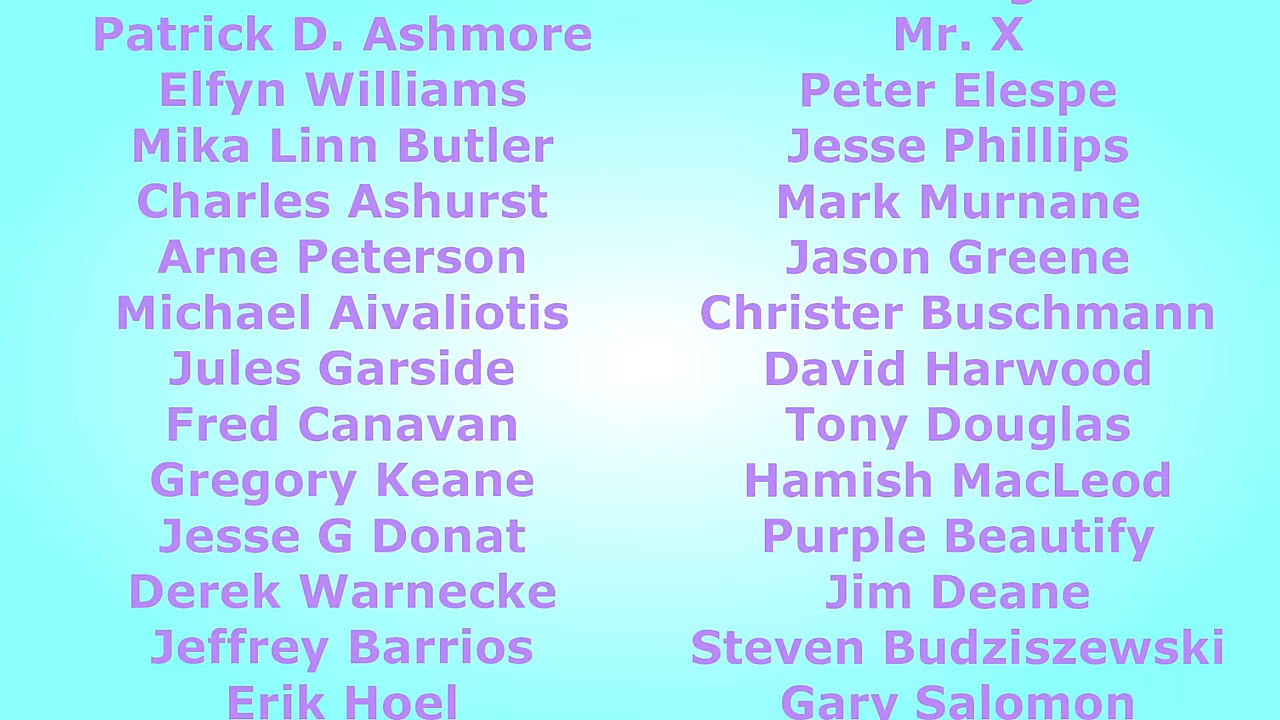 Patrick D. Ashmore
Elfyn Williams
Mika Linn Butler
Charles Ashurst
Arne Peterson
Michael Aivaliotis
Jules Garside
Fred Canavan
Gregory Keane
Jesse G Donat
Derek Warnecke
Jeffrey Barrios
Erik Hoel
Mr. X
Peter Elespe
Jesse Phillips
Mark Murnane
Jason Greene
Christer Buschmann
David Harwood
Tony Douglas
Hamish MacLeod
Purple Beautify
Jim Deane
Steven Budziszewski
Gary Salomon